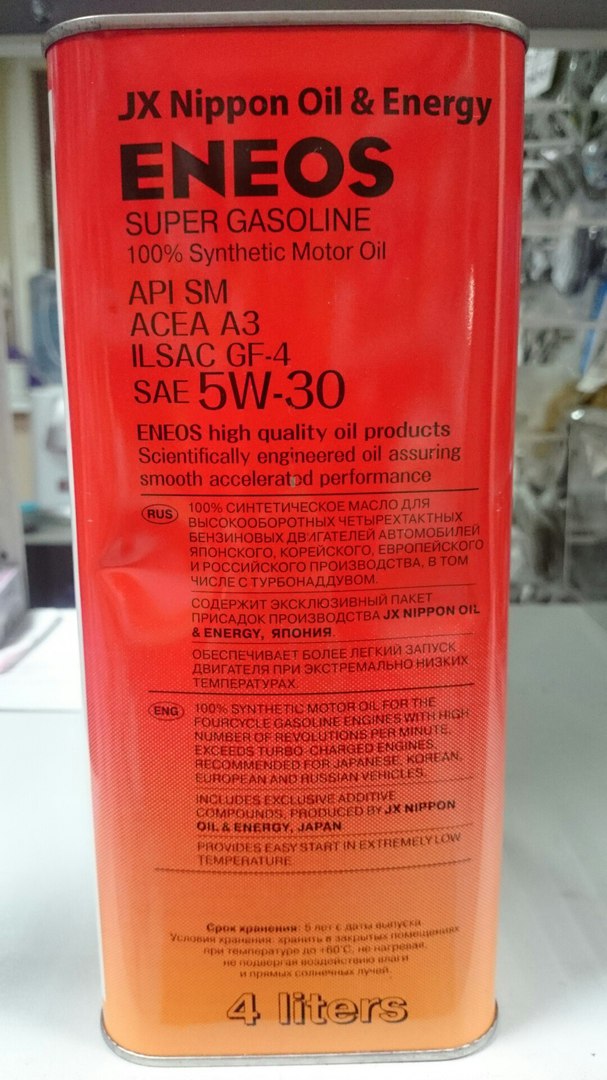 JX Nippon Oil & Energy
ENEOS
SUPER GASOLINE
100% Synthetic Motor Oil
API SM
ACEA A3
ILSAC GF-4
SAE 5W-30
ENEOS high quality oil products
Scientifically engineered oil assuring
smooth accelerated performance
RUS
100% СИНТЕТИЧЕСКОЕ МАСЛО ДЛЯ
ВЫСОКООБОРОТНЫХ ЧЕТЫРЕХТАКТНЫХ
БЕНЗИНОВЫХ ДВИГАТЕЛЕЙ АВТОМОБИЛЕЙ
ЯПОНСКОГО, КОРЕЙСКОГО, ЕВРОПЕЙСКОГО
И РОССИЙСКОГО ПРОИЗВОДСТВА, В ТОМ
ЧИСЛЕ С ТУРБОНАДДУВОМ.
СОДЕРЖИТ ЭКСКЛЮЗИВНЫЙ ПАКЕТ
ПРИСАДОК ПРОИЗВОДСТВА JX NIPPON OIL
& ENERGY, ЯПОНИЯ.
ОБЕСПЕЧИВАЕТ БОЛЕЕ ЛЕГКИЙ ЗАПУСК
ДВИГАТЕЛЯ ПРИ ЭКСТРЕМАЛЬНО НИЗКИХ
ТЕМПЕРАТУРАХ.
ENG
100% SYNTHETIC MOTOR OIL FOR THE
FOURCYCLE GASOLINE ENGINES WITH HIGH
NUMBER OF REVOLUTIONS PER MINUTE.
EXCEEDS TURBO-CHARGED ENGINES.
RECOMMENDED FOR JAPANESE, KOREAN,
EUROPEAN AND RUSSIAN VEHICLES.
INCLUDES EXCLUSIVE ADDITIVE
COMPOUNDS, PRODUCED BY JX NIPPON
OIL & ENERGY, JAPAN
PROVIDES EASY START IN EXTREMELY LOW
TEMPERATURE
Срок хранения: 5 лет с даты выпуска.
Условия хранения: хранить в закрытых помещениях
при температуре до +60°С, не нагревая,
не подвергая воздействию влаги
и прямых солнечных лучей.
4 liters